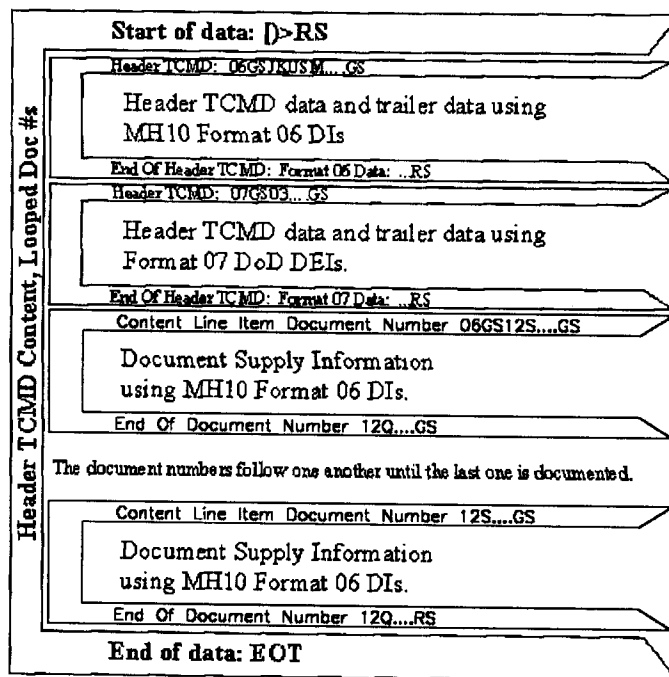 Start of data: [)>RS
Header TCMD: 06GSJKUSM....GS
Header TCMD data and trailer data using
MH10 Format 06 DIs
End Of Header TCMD: Format 06 Data: ...RS
Header TCMD: 07GS03....GS
Header TCMD data and trailer data using
Format 07 DoD DEIs.
End Of Header TCMD: Format 07 Data: ...RS
Content Line Item Document Number 06GS12S....GS
Document Supply Information
using MH10 Format 06 DIs.
End Of Document Number 12Q....GS
The document numbers follow one another until the last one is documented.
Content Line Item Document Number 12S....GS
Document Supply Information
using MH10 Format 06 DIs.
End Of Document Number 12Q....RS
End of data: EOT
Header TCMD Content, Looped Doc #s